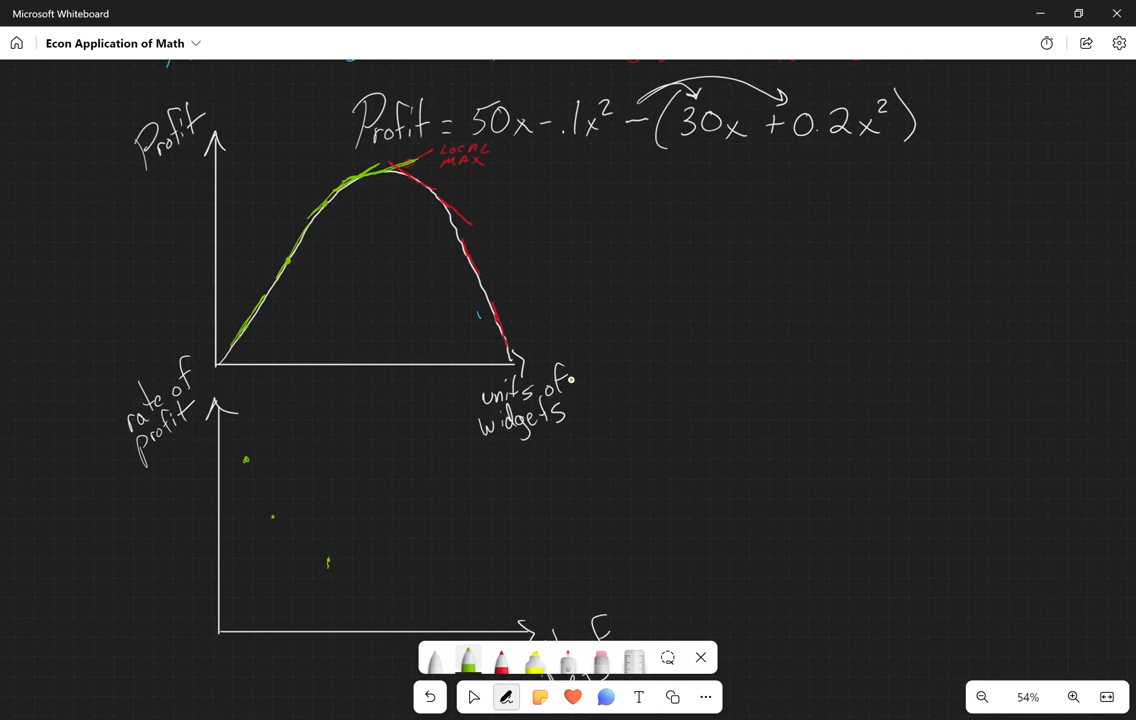 Microsoft Whiteboard
Econ Application of Math
Profit
Profit = 50x - .1x² - (30x + 0.2x²)
LOCAL
MAX
rate of
profit
units of
widgets
54%